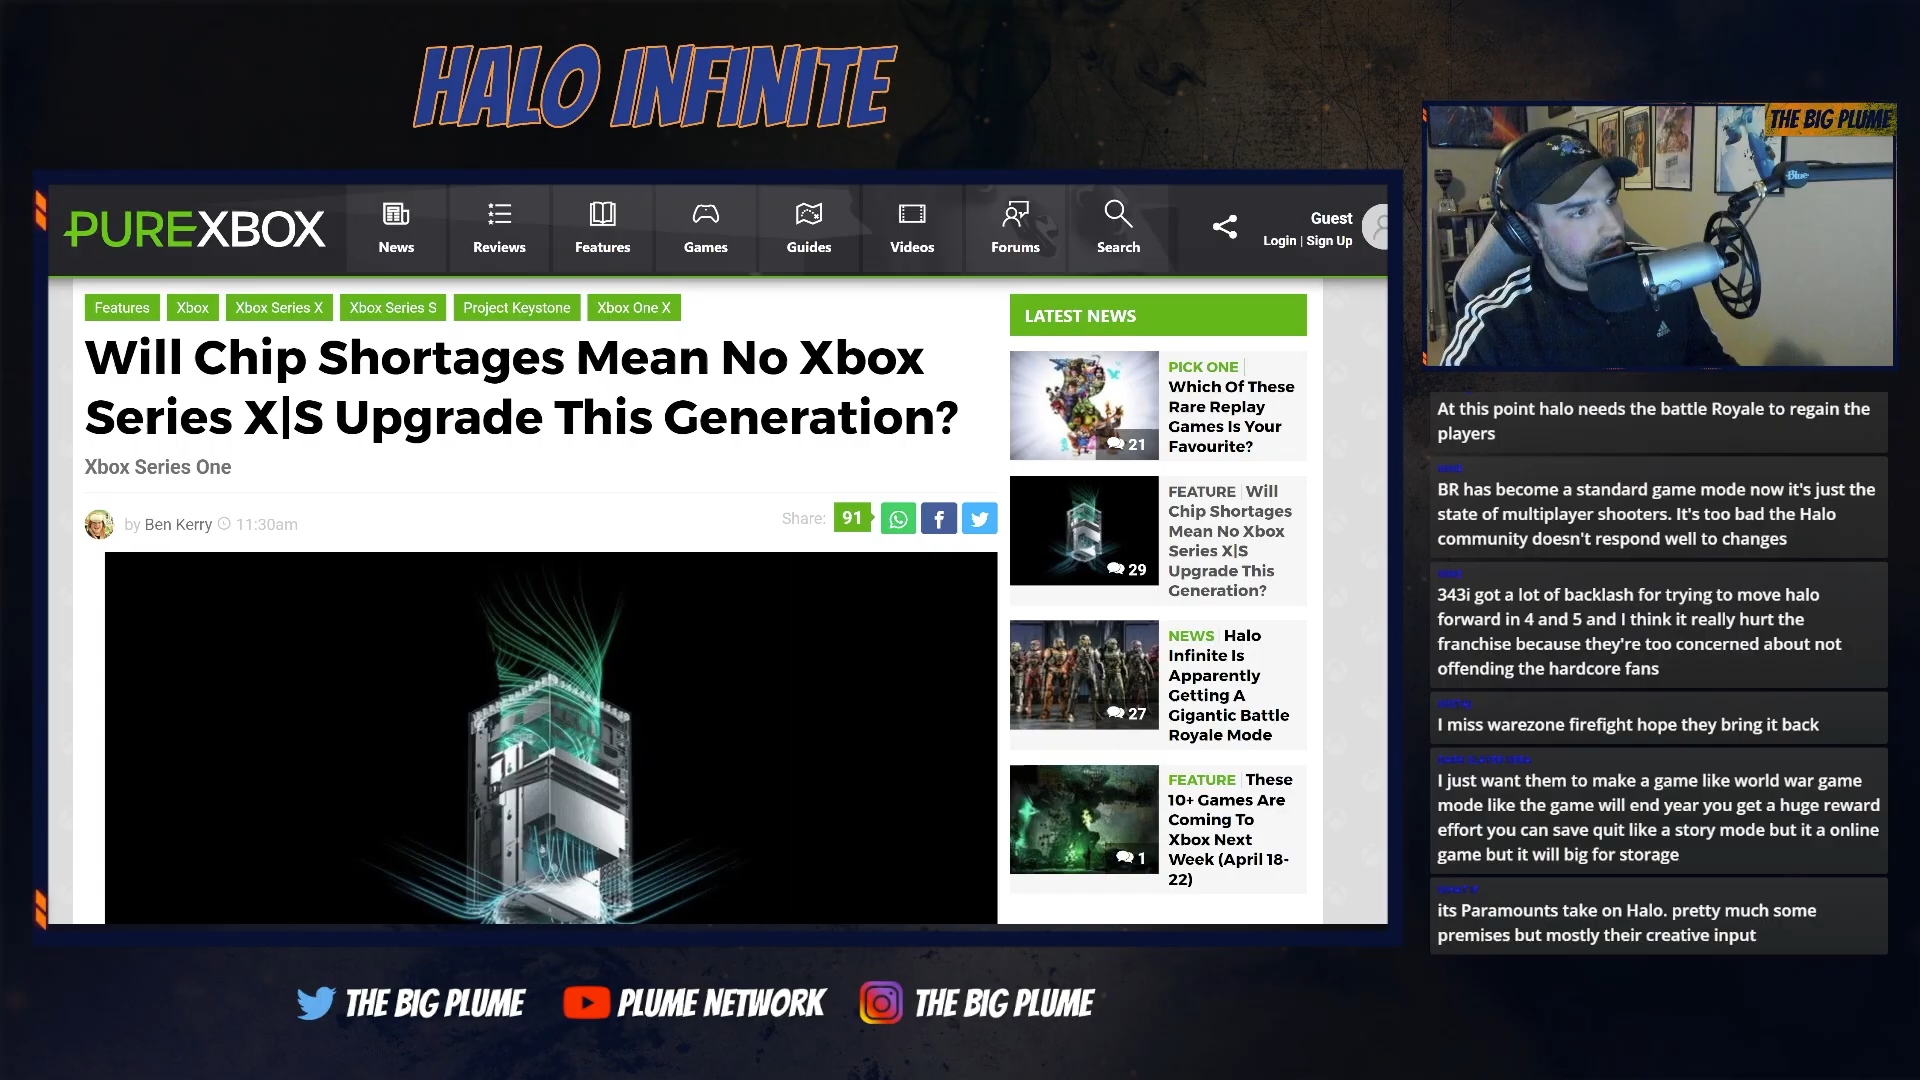 HALO INFINITE
THE BIG PLUME
Blue
PUREXBOX
News
Reviews
Features
Games
Guides
Videos
Forums
Search
Guest
Login | Sign Up
Features
Xbox
Xbox Series X
Xbox Series S
Project Keystone
Xbox One X
Will Chip Shortages Mean No Xbox
Series X|S Upgrade This Generation?
Xbox Series One
by Ben Kerry 11:30am
Share: 91
LATEST NEWS
PICK ONE
Which Of These
Rare Replay
Games Is Your
Favourite?
21
FEATURE Will
Chip Shortages
Mean No Xbox
Series X|S
Upgrade This
Generation?
29
NEWS Halo
Infinite Is
Apparently
Getting A
Gigantic Battle
Royale Mode
27
FEATURE These
10+ Games Are
Coming To
Xbox Next
Week (April 18-
22)
1
At this point halo needs the battle Royale to regain the
players
BR has become a standard game mode now it's just the
state of multiplayer shooters. It's too bad the Halo
community doesn't respond well to changes
343i got a lot of backlash for trying to move halo
forward in 4 and 5 and I think it really hurt the
franchise because they're too concerned about not
offending the hardcore fans
I miss warezone firefight hope they bring it back
I just want them to make a game like world war game
mode like the game will end year you get a huge reward
effort you can save quit like a story mode but it a online
game but it will big for storage
its Paramounts take on Halo. pretty much some
premises but mostly their creative input
THE BIG PLUME
PLUME NETWORK
THE BIG PLUME